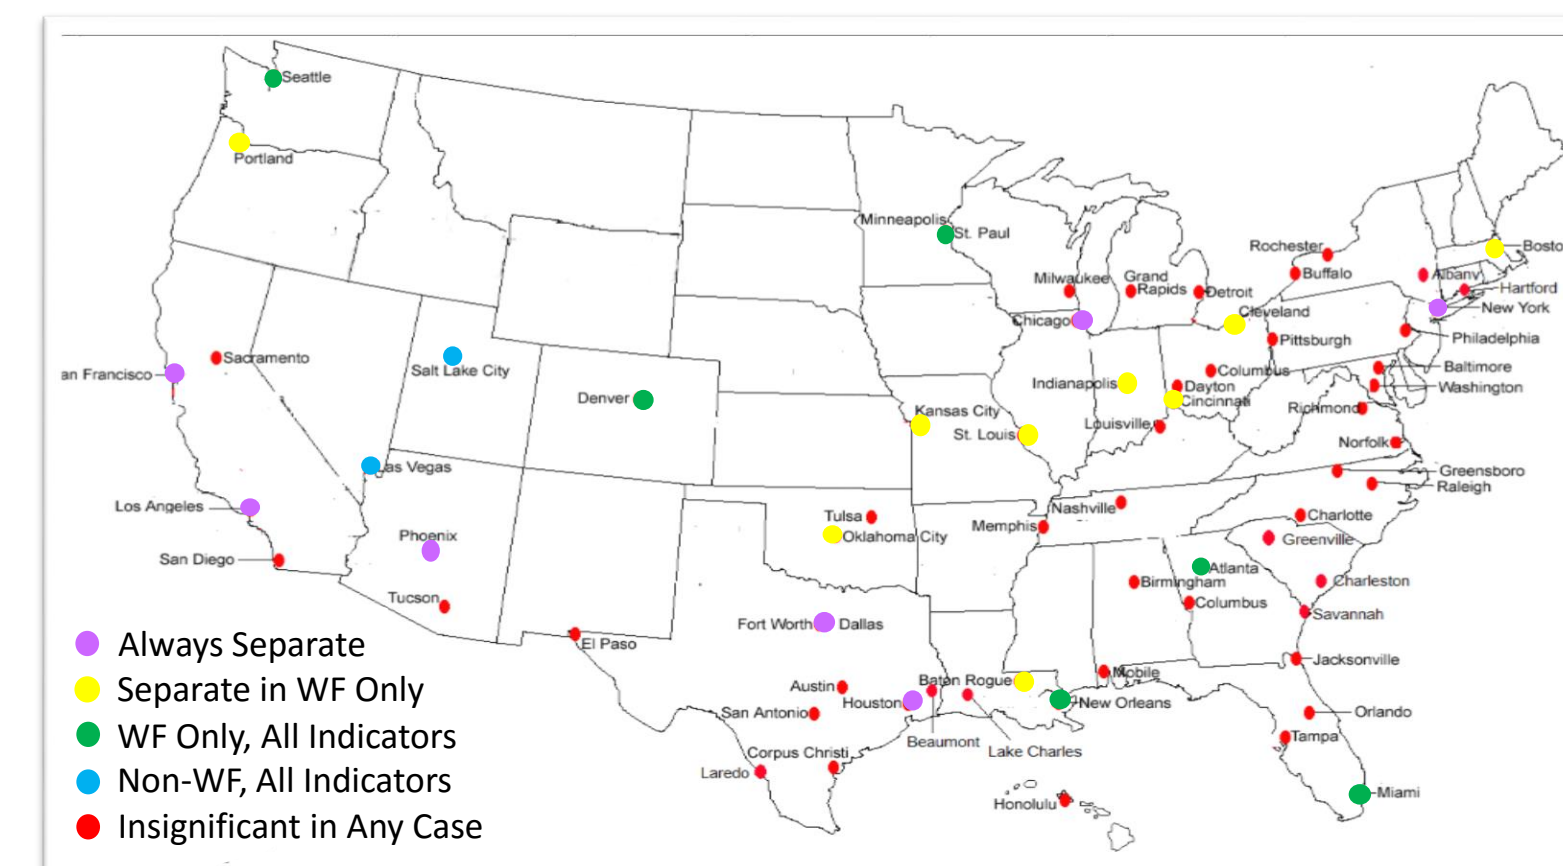 Seattle
Portland
Minneapolis
St. Paul
Rochester
Buffalo
Albany
Bosto
Hartford
New York
Milwaukee
Grand
Rapids
Detroit
Chicago
Cleveland
Pittsburgh
Philadelphia
an Francisco
Sacramento
Salt Lake City
Denver
Indianapolis
Columbus
Dayton
Cincinnati
Baltimore
Washington
Richmond
Kansas City
St. Louis
Louisville
Norfolk
Las Vegas
Greensboro
Raleigh
Los Angeles
Phoenix
Tulsa
Oklahoma City
Memphis
Nashville
Charlotte
Greenville
San Diego
Tucson
Atlanta
Birmingham
Columbus
Charleston
Savannah
El Paso
Fort Worth
Dallas
Jacksonville
Austin
Houston
San Antonio
Baton Rogue
Mobile
New Orleans
Orlando
Tampa
Beaumont
Lake Charles
Corpus Christi
Laredo
Honolulu
Miami
Always Separate
Separate in WF Only
WF Only, All Indicators
Non-WF, All Indicators
Insignificant in Any Case